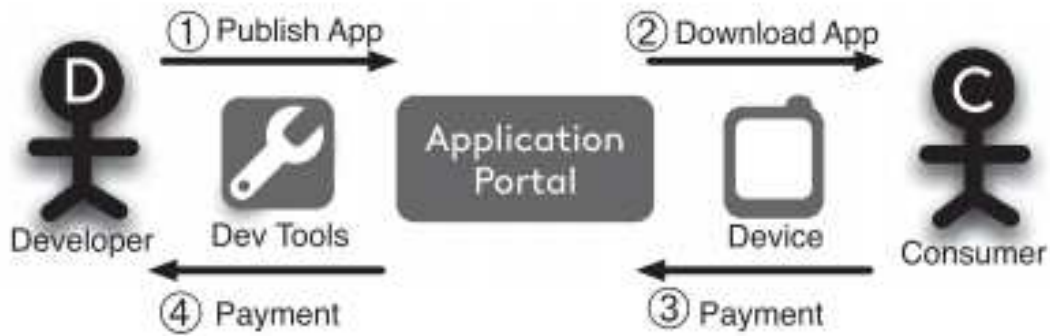 ① Publish App
② Download App
D
C
Application
Portal
Developer
Dev Tools
Device
Consumer
④ Payment
③ Payment